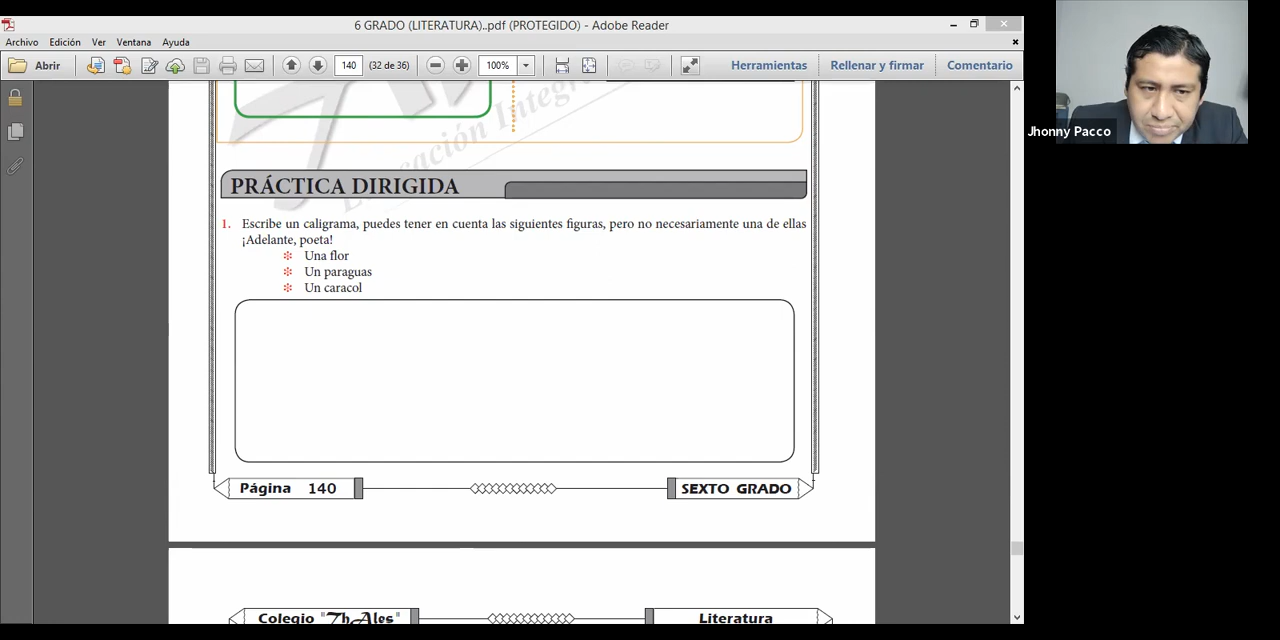 6 GRADO (LITERATURA)..pdf (PROTEGIDO) - Adobe Reader
Archivo Edición Ver Ventana Ayuda
Abrir 140 (32 de 36) 100% Herramientas Rellenar y firmar Comentario
Jhonny Pacco
PRÁCTICA DIRIGIDA
1. Escribe un caligrama, puedes tener en cuenta las siguientes figuras, pero no necesariamente una de ellas
¡Adelante, poeta!
Una flor
Un paraguas
Un caracol
Página 140 SEXTO GRADO
Colegio "ThAles" Literatura